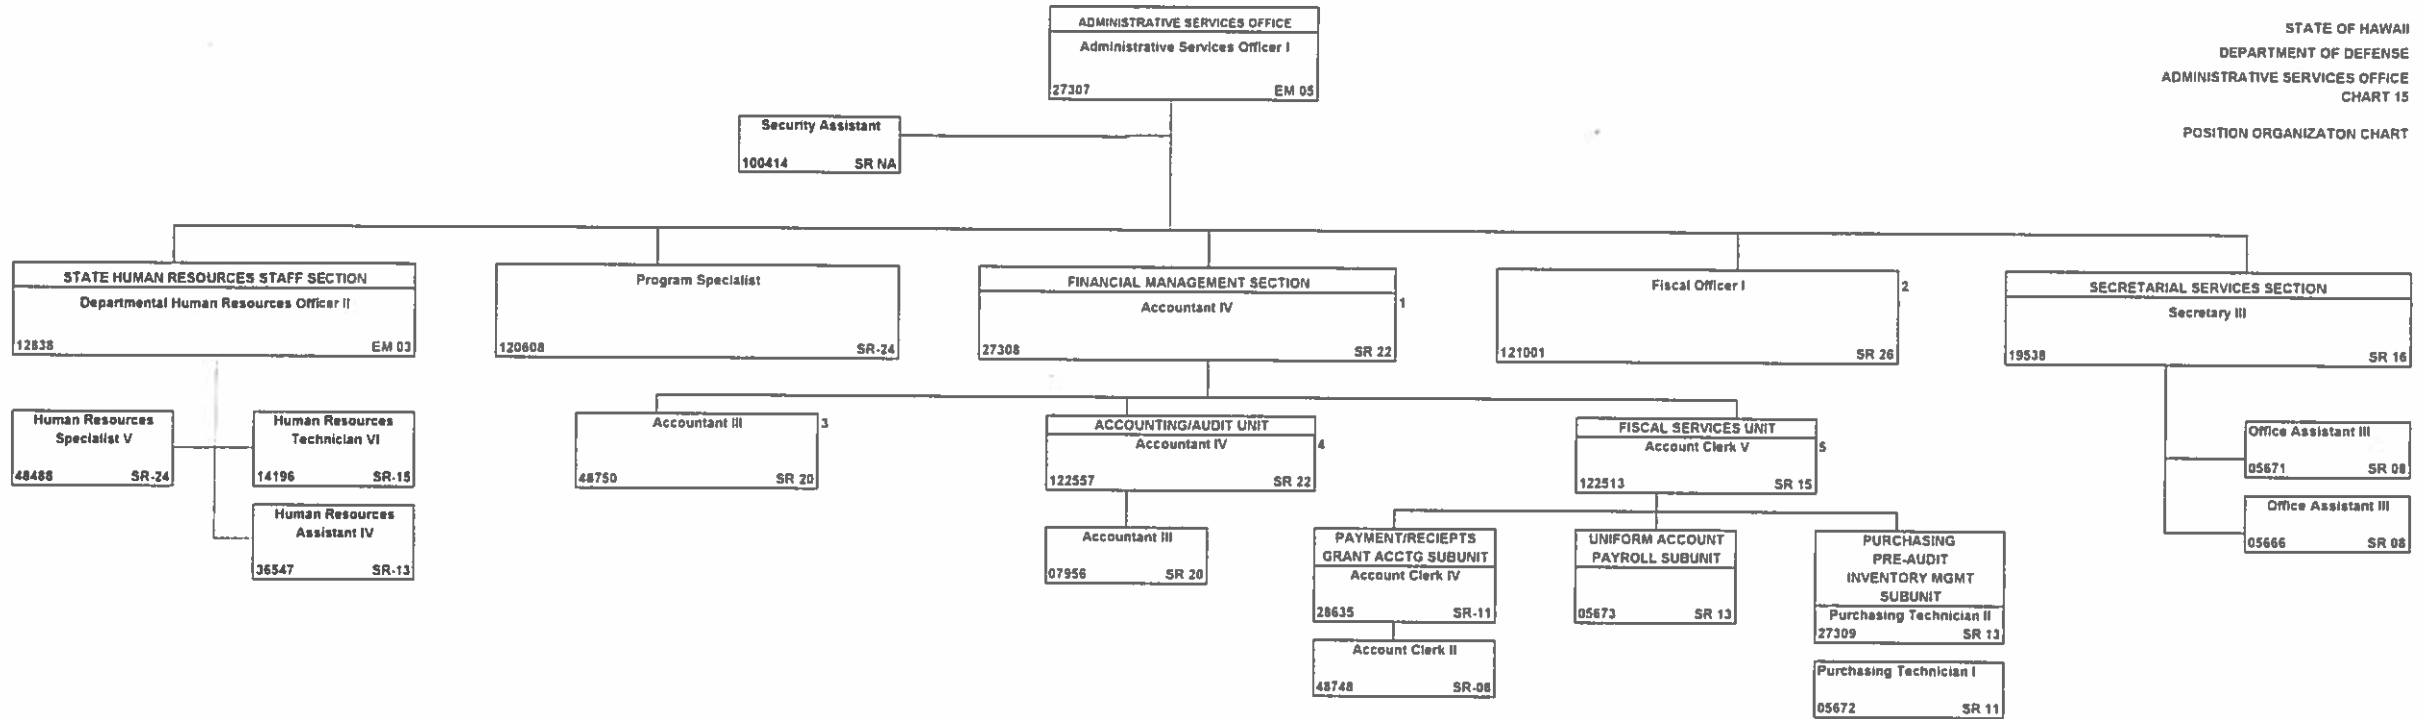 ADMINISTRATIVE SERVICES OFFICE
Administrative Services Officer I
27307 EM 05
STATE OF HAWAII
DEPARTMENT OF DEFENSE
ADMINISTRATIVE SERVICES OFFICE
CHART 15
POSITION ORGANIZATON CHART
Security Assistant
100414 SR NA
STATE HUMAN RESOURCES STAFF SECTION
Departmental Human Resources Officer II
12838 EM 03
Program Specialist
120608 SR-24
FINANCIAL MANAGEMENT SECTION
Accountant IV
1
27308 SR 22
Fiscal Officer I
2
121001 SR 26
SECRETARIAL SERVICES SECTION
Secretary III
19538 SR 16
Human Resources
Specialist V
48488 SR-24
Human Resources
Technician VI
14196 SR-15
Human Resources
Assistant IV
36547 SR-13
Accountant III
3
48750 SR 20
ACCOUNTING/AUDIT UNIT
Accountant IV
4
122557 SR 22
Accountant III
07956 SR 20
FISCAL SERVICES UNIT
Account Clerk V
5
122513 SR 15
PAYMENT/RECIEPTS
GRANT ACCTG SUBUNIT
Account Clerk IV
28635 SR-11
Account Clerk II
48748 SR-08
UNIFORM ACCOUNT
PAYROLL SUBUNIT
05673 SR 13
PURCHASING
PRE-AUDIT
INVENTORY MGMT
SUBUNIT
Purchasing Technician II
27309 SR 13
Purchasing Technician I
05672 SR 11
Office Assistant III
05671 SR 08
Office Assistant III
05666 SR 08